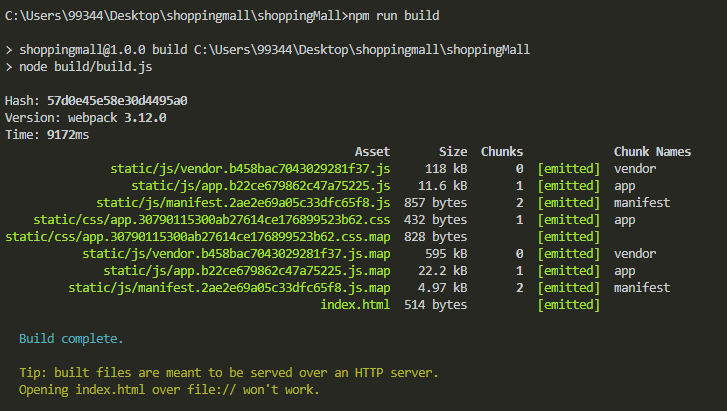 C:\Users\99344\Desktop\shoppingmall\shoppingMall>npm run build
> shoppingmall@1.0.0 build C:\Users\99344\Desktop\shoppingmall\shoppingMall
> node build/build.js
Hash: 57d0e45e58e30d4495a0
Version: webpack 3.12.0
Time: 9172ms
Asset Size Chunks Chunk Names
static/js/vendor.b458bac7043029281f37.js 118 kB 0 [emitted] vendor
static/js/app.b22ce679862c47a75225.js 11.6 kB 1 [emitted] app
static/js/manifest.2ae2e69a05c33dfc65f8.js 857 bytes 2 [emitted] manifest
static/css/app.30790115300ab27614ce176899523b62.css 432 bytes 1 [emitted] app
static/css/app.30790115300ab27614ce176899523b62.css.map 828 bytes [emitted]
static/js/vendor.b458bac7043029281f37.js.map 595 kB 0 [emitted] vendor
static/js/app.b22ce679862c47a75225.js.map 22.2 kB 1 [emitted] app
static/js/manifest.2ae2e69a05c33dfc65f8.js.map 4.97 kB 2 [emitted] manifest
index.html 514 bytes [emitted]
Build complete.
Tip: built files are meant to be served over an HTTP server.
Opening index.html over file:// won't work.